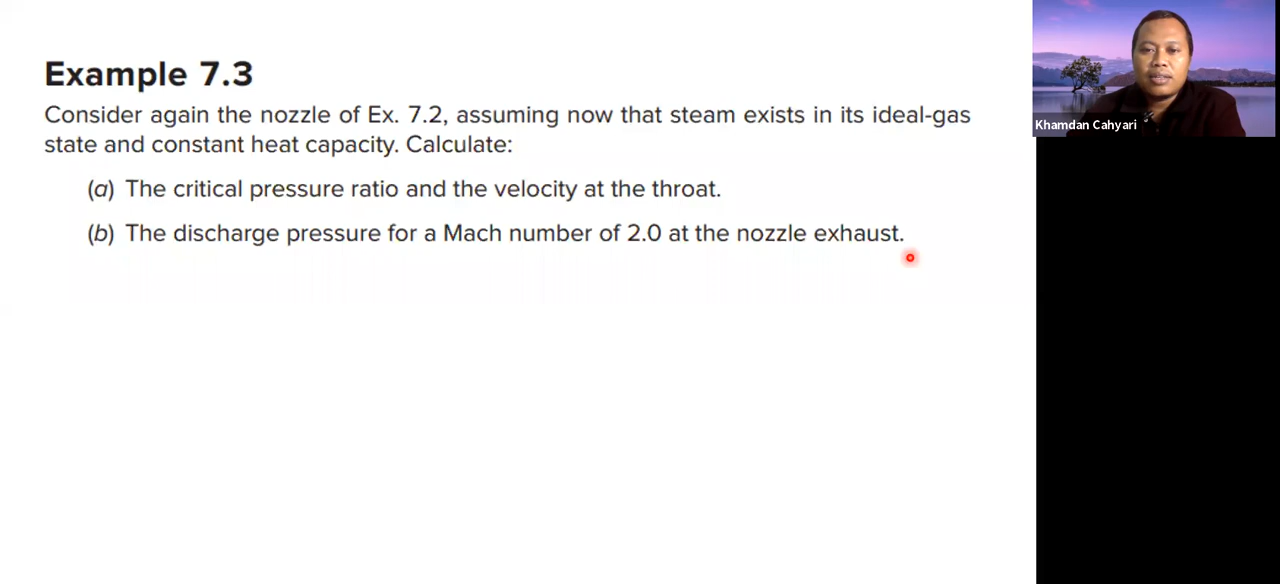 Example 7.3
Consider again the nozzle of Ex. 7.2, assuming now that steam exists in its ideal-gas
state and constant heat capacity. Calculate:
(a) The critical pressure ratio and the velocity at the throat.
(b) The discharge pressure for a Mach number of 2.0 at the nozzle exhaust.
Khamdan Cahyari